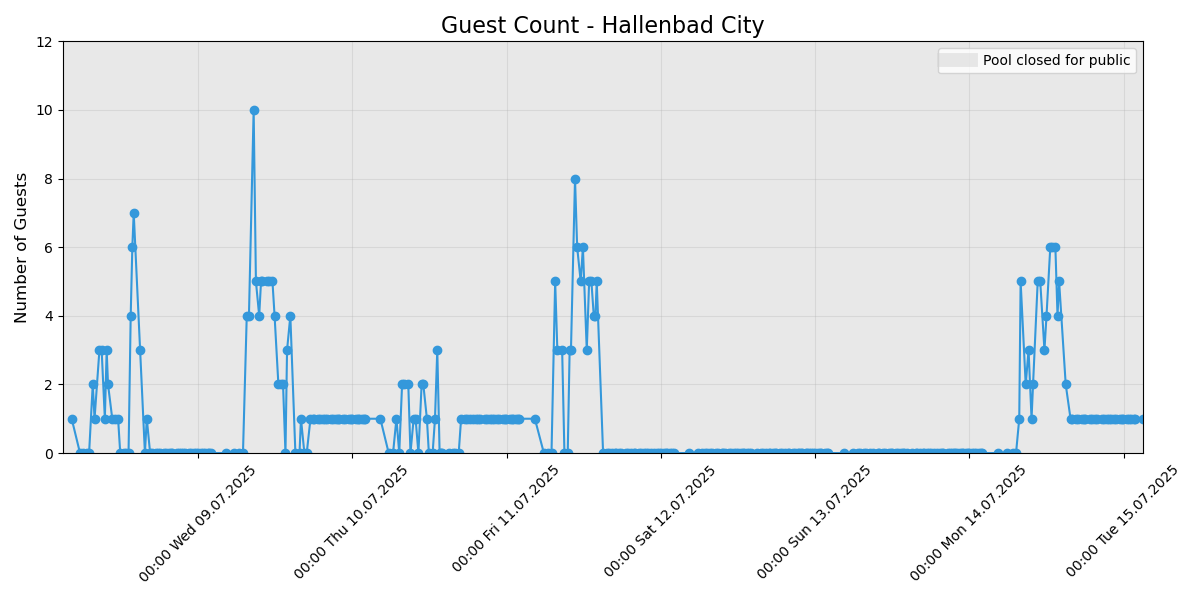 Guest Count - Hallenbad City
Pool closed for public
Number of Guests
12
10
8
6
4
2
0
00:00 Wed 09.07.2025
00:00 Thu 10.07.2025
00:00 Fri 11.07.2025
00:00 Sat 12.07.2025
00:00 Sun 13.07.2025
00:00 Mon 14.07.2025
00:00 Tue 15.07.2025